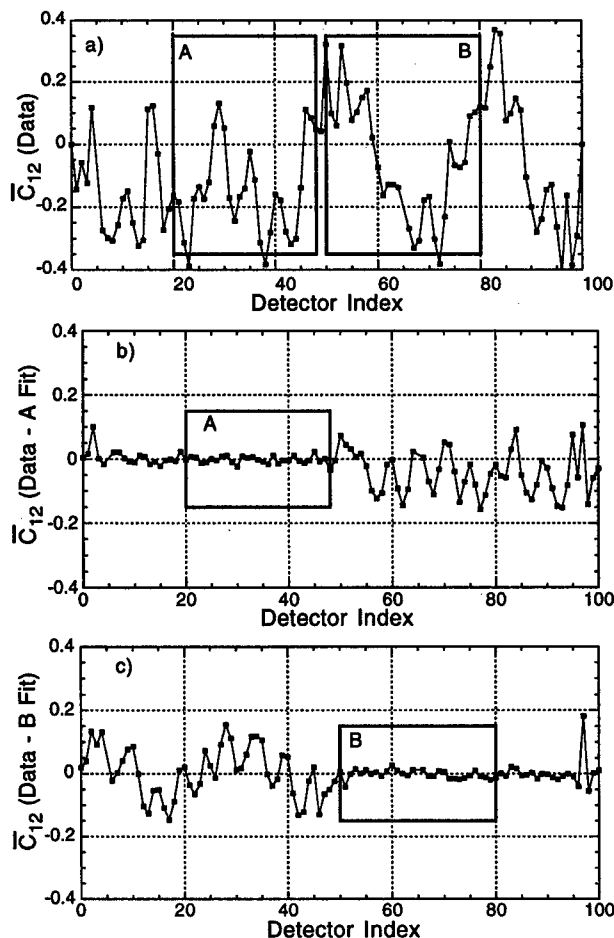 a)
A
B
0.4
0.2
0
-0.2
-0.4
C̅12 (Data)
0 20 40 60 80 100
Detector Index
b)
A
0.4
0.2
0
-0.2
-0.4
C̅12 (Data - A Fit)
0 20 40 60 80 100
Detector Index
c)
B
0.4
0.2
0
-0.2
-0.4
C̅12 (Data - B Fit)
0 20 40 60 80 100
Detector Index